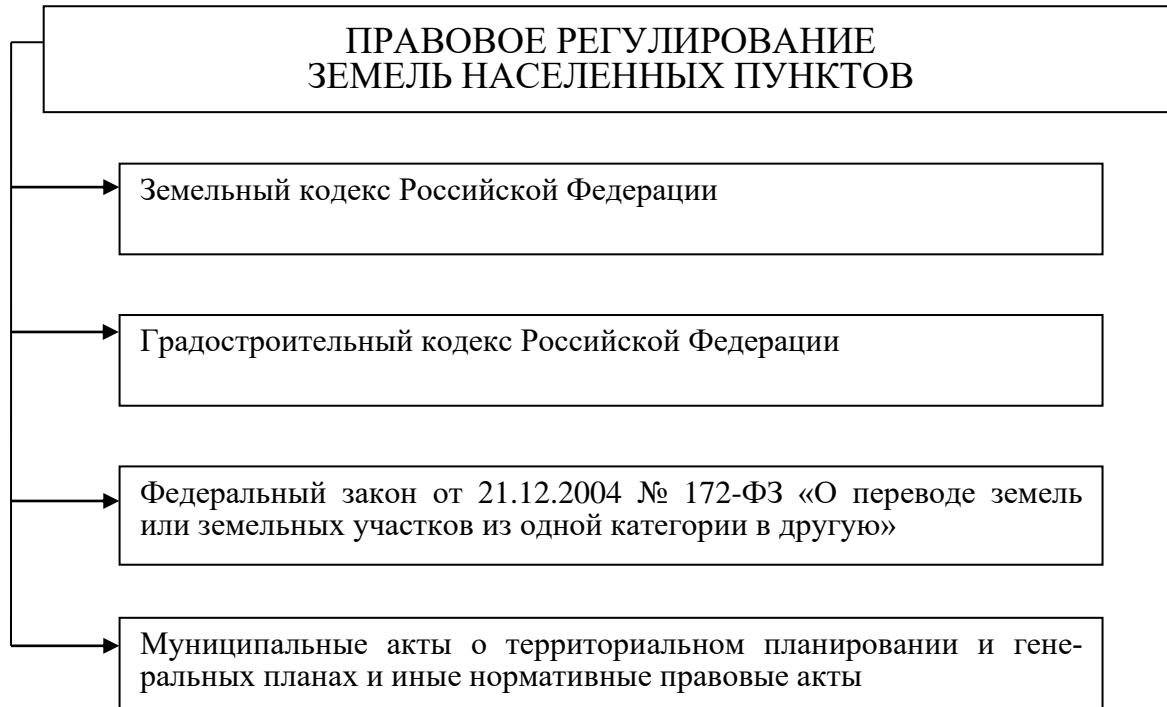 ПРАВОВОЕ РЕГУЛИРОВАНИЕ
ЗЕМЕЛЬ НАСЕЛЕННЫХ ПУНКТОВ
Земельный кодекс Российской Федерации
Градостроительный кодекс Российской Федерации
Федеральный закон от 21.12.2004 № 172-ФЗ «О переводе земель
или земельных участков из одной категории в другую»
Муниципальные акты о территориальном планировании и гене-
ральных планах и иные нормативные правовые акты